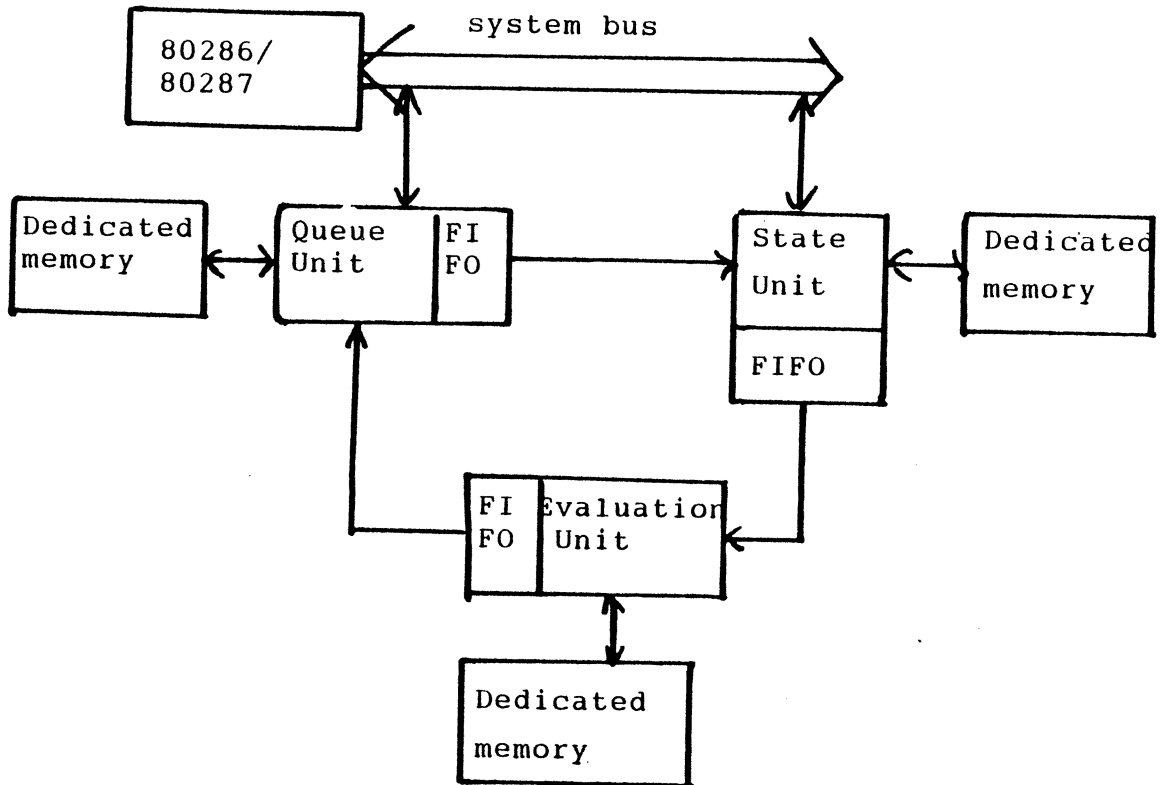 system bus
80286/
80287
Dedicated
memory
Queue
Unit
FI
FO
State
Unit
FIFO
Dedicated
memory
FI
FO
Evaluation
Unit
Dedicated
memory